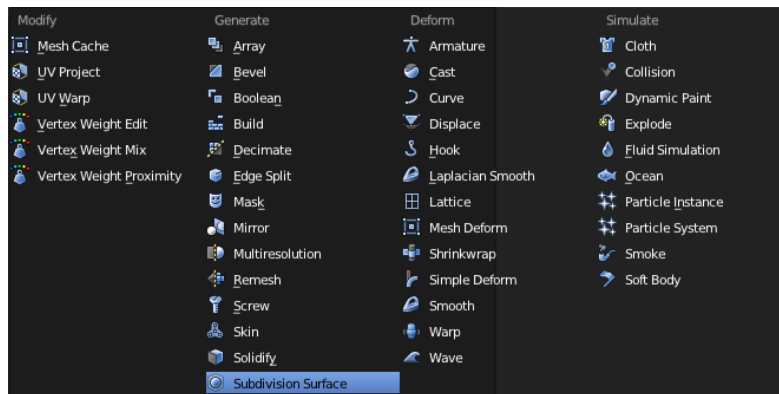 Modify
Mesh Cache
UV Project
UV Warp
Vertex Weight Edit
Vertex Weight Mix
Vertex Weight Proximity
Generate
Array
Bevel
Boolean
Build
Decimate
Edge Split
Mask
Mirror
Multiresolution
Remesh
Screw
Skin
Solidify
Subdivision Surface
Deform
Armature
Cast
Curve
Displace
Hook
Laplacian Smooth
Lattice
Mesh Deform
Shrinkwrap
Simple Deform
Smooth
Warp
Wave
Simulate
Cloth
Collision
Dynamic Paint
Explode
Fluid Simulation
Ocean
Particle Instance
Particle System
Smoke
Soft Body